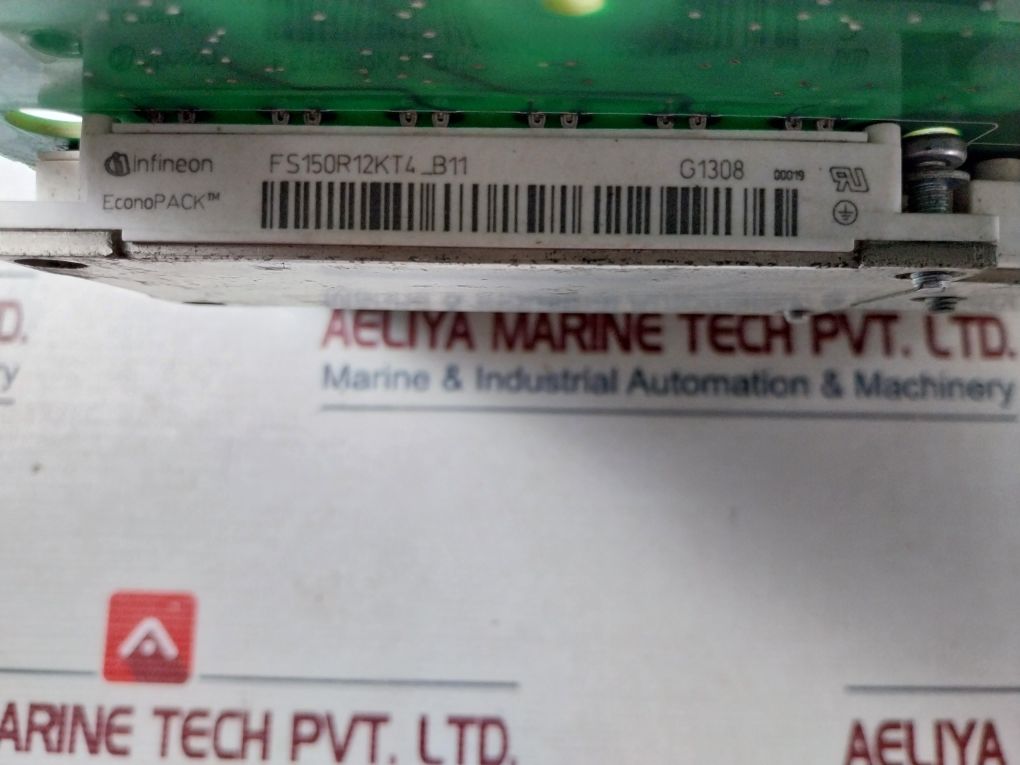 infineon FS150R12KT4_B11 G1308 00019
EconoPACK™
AELIYA MARINE TECH PVT. LTD.
Marine & Industrial Automation & Machinery
D.
y
ARINE TECH PVT. LTD.
AELIYA